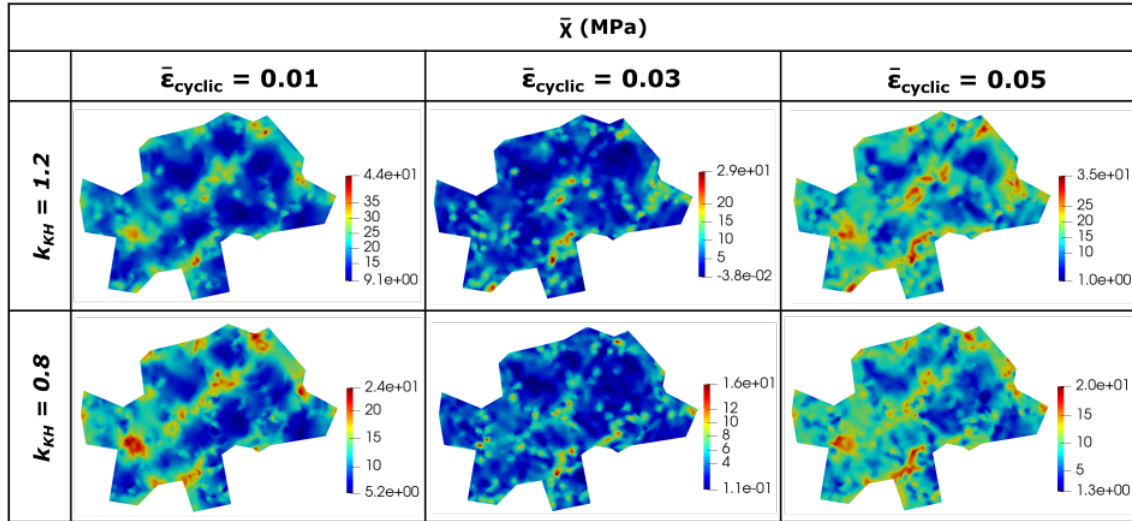 χ̄ (MPa)
ε̄cyclic = 0.01
ε̄cyclic = 0.03
ε̄cyclic = 0.05
kKH = 1.2
4.4e+01
35
30
25
20
15
9.1e+00
2.9e+01
20
15
10
5
-3.8e-02
3.5e+01
25
20
15
10
1.0e+00
kKH = 0.8
2.4e+01
20
15
10
5.2e+00
1.6e+01
12
10
8
6
4
1.1e-01
2.0e+01
15
10
5
1.3e+00